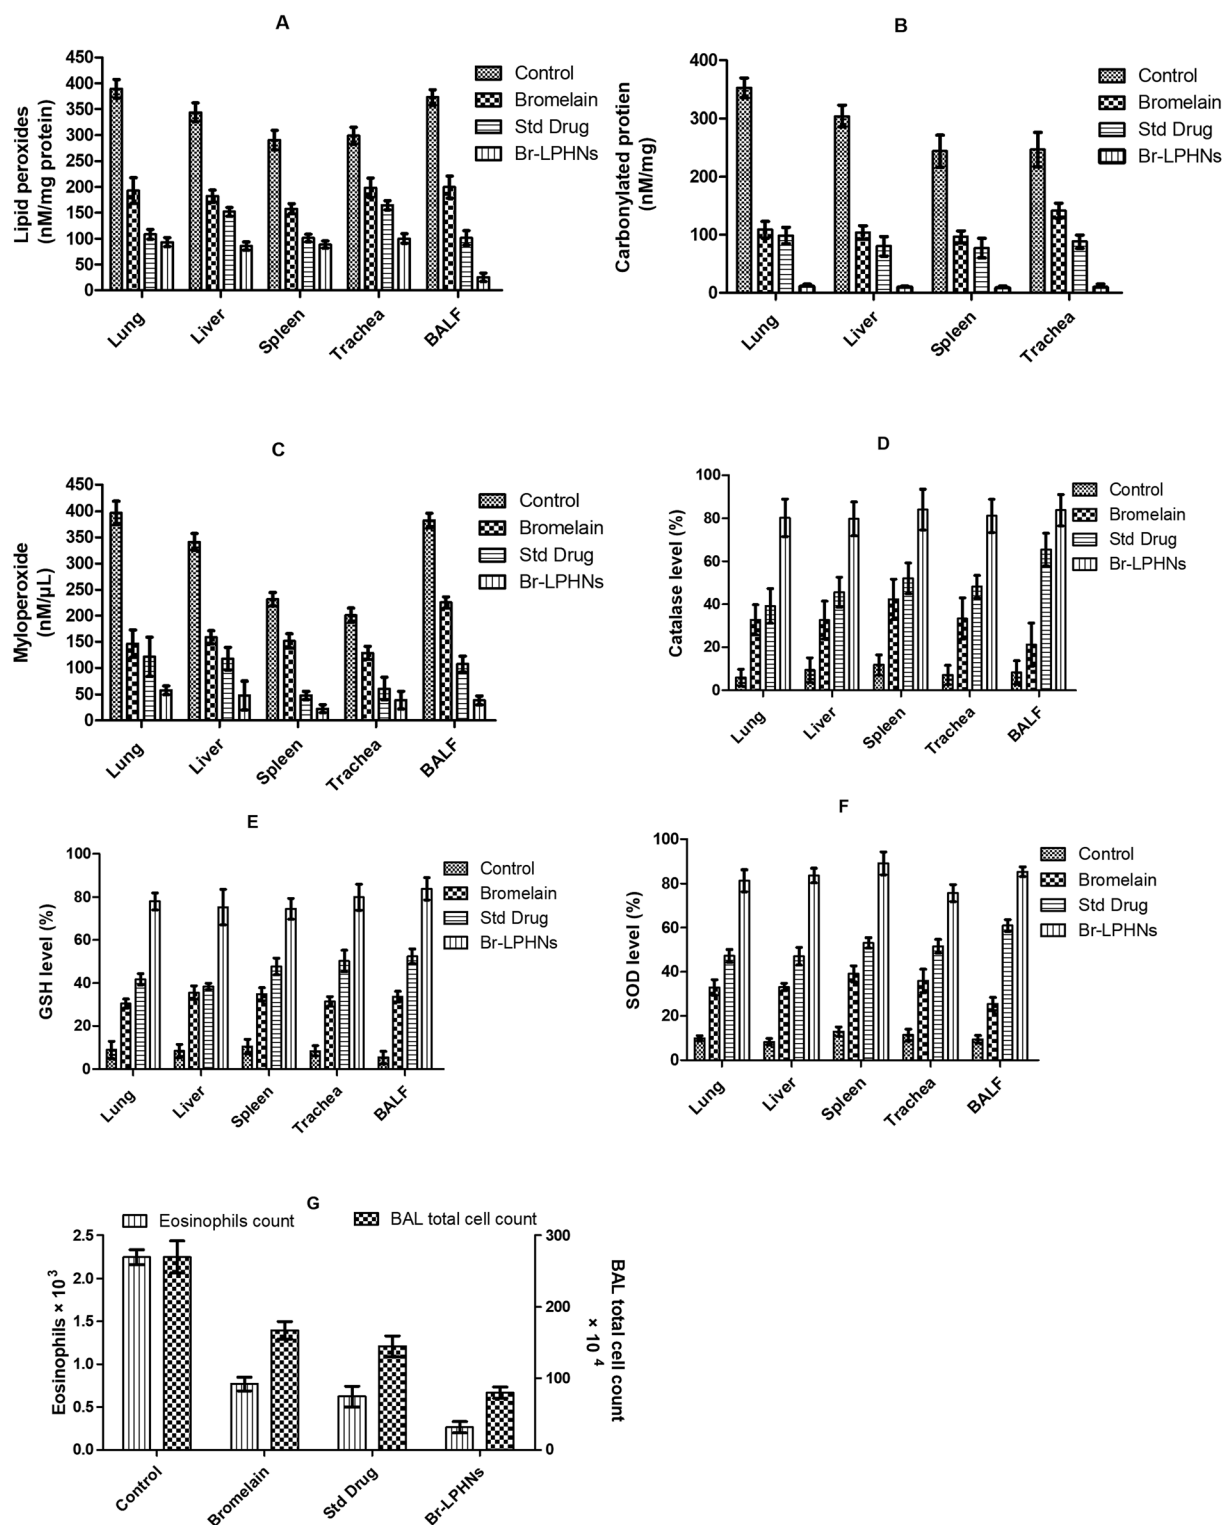 A
Lipid peroxides
(nM/mg protein)
450
400
350
300
250
200
150
100
50
0
Lung
Liver
Spleen
Trachea
BALF
Control
Bromelain
Std Drug
Br-LPHNs
B
Carbonylated protien
(nM/mg)
400
300
200
100
0
Lung
Liver
Spleen
Trachea
Control
Bromelain
Std Drug
Br-LPHNs
C
Myloperoxide
(nM/µL)
450
400
350
300
250
200
150
100
50
0
Lung
Liver
Spleen
Trachea
BALF
Control
Bromelain
Std Drug
Br-LPHNs
D
Catalase level (%)
100
80
60
40
20
0
Lung
Liver
Spleen
Trachea
BALF
Control
Bromelain
Std Drug
Br-LPHNs
E
GSH level (%)
100
80
60
40
20
0
Lung
Liver
Spleen
Trachea
BALF
Control
Bromelain
Std Drug
Br-LPHNs
F
SOD level (%)
100
80
60
40
20
0
Lung
Liver
Spleen
Trachea
BALF
Control
Bromelain
Std Drug
Br-LPHNs
G
Eosinophils count
BAL total cell count
Eosinophils × 10³
2.5
2.0
1.5
1.0
0.5
0.0
Control
Bromelain
Std Drug
Br-LPHNs
300
200
100
0
BAL total cell count
× 10⁴